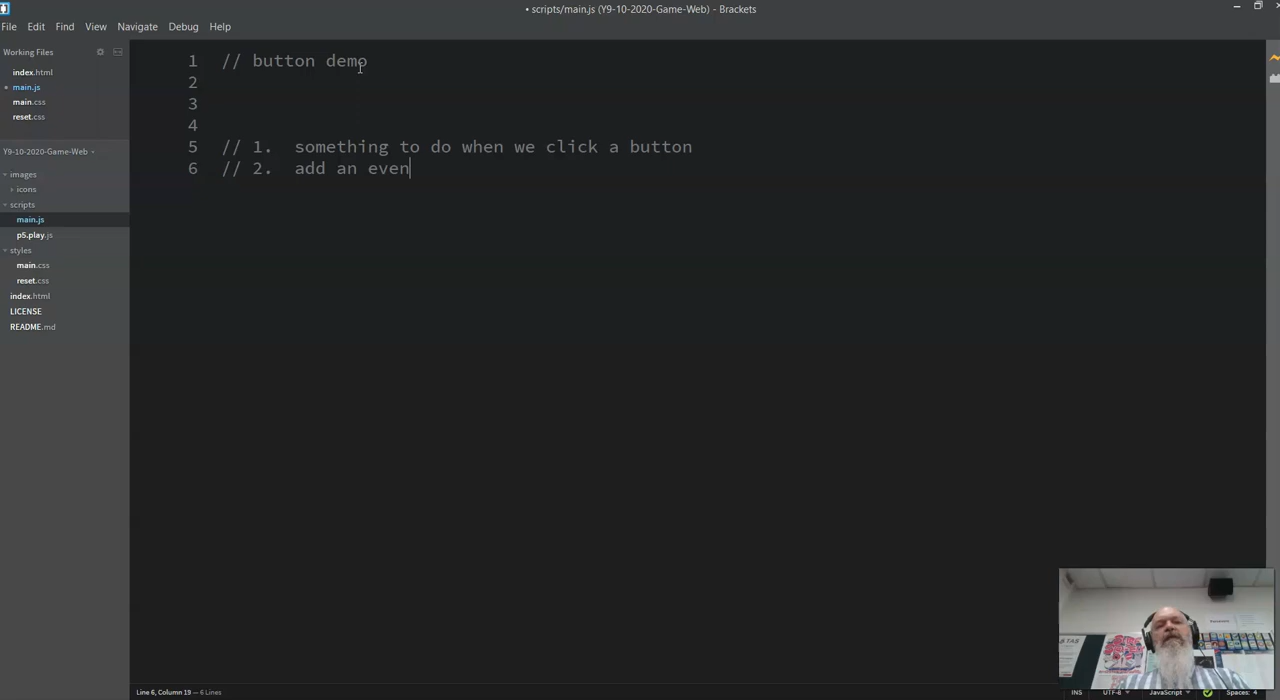 • scripts/main.js (Y9-10-2020-Game-Web) - Brackets
File Edit Find View Navigate Debug Help
Working Files
index.html
• main.js
main.css
reset.css
Y9-10-2020-Game-Web
images
icons
scripts
main.js
p5.play.js
styles
main.css
reset.css
index.html
LICENSE
README.md
1 // button demo
2
3
4
5 // 1. something to do when we click a button
6 // 2. add an even
Line 6, Column 19 — 6 Lines
INS UTF-8 JavaScript Spaces: 4